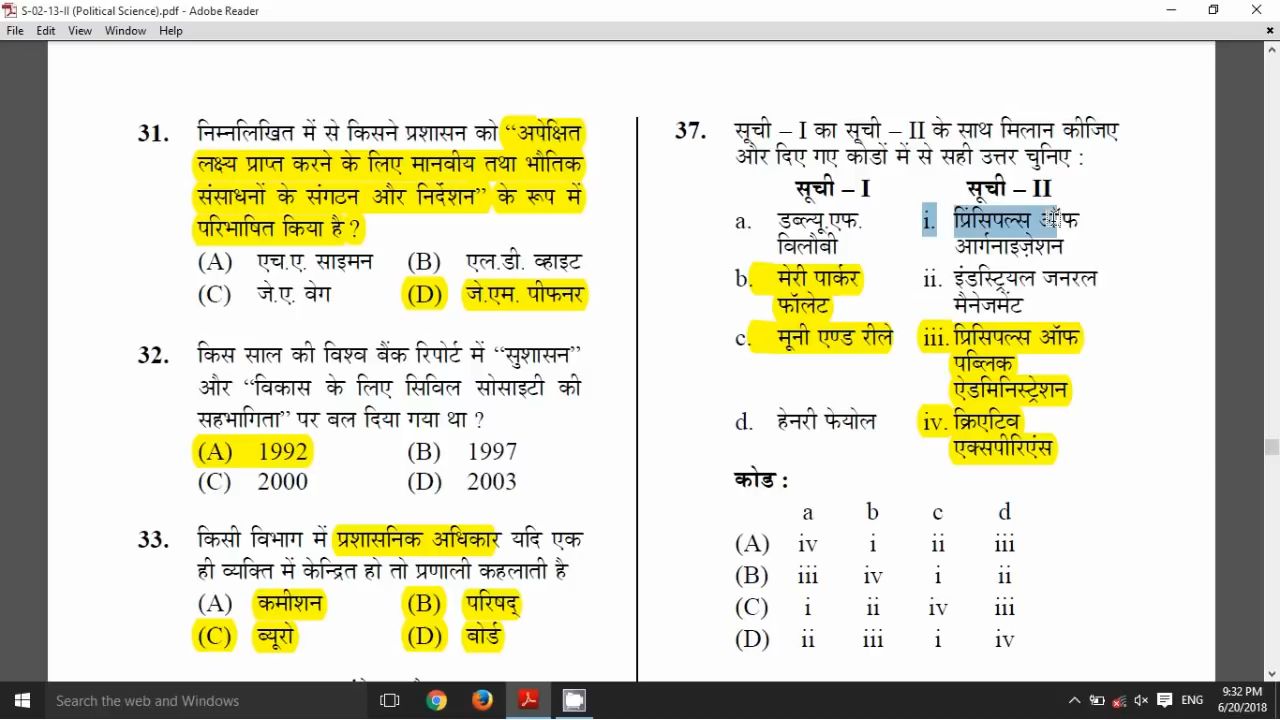 S-02-13-II (Political Science).pdf - Adobe Reader
File Edit View Window Help
31. निम्नलिखित में से किसने प्रशासन को “अपेक्षित
लक्ष्य प्राप्त करने के लिए मानवीय तथा भौतिक
संसाधनों के संगटन और निर्देशन” के रूप में
परिभाषित किया है ?
(A) एच.ए. साइमन (B) एल.डी. व्हाइट
(C) जे.ए. वेग (D) जे.एम. पीफनर
32. किस साल की विश्व बैंक रिपोर्ट में “सुशासन”
और “विकास के लिए सिविल सोसाइटी की
सहभागिता” पर बल दिया गया था ?
(A) 1992 (B) 1997
(C) 2000 (D) 2003
33. किसी विभाग में प्रशासनिक अधिकार यदि एक
ही व्यक्ति में केन्द्रित हो तो प्रणाली कहलाती है
(A) कमीशन (B) परिषद्
(C) ब्यूरो (D) बोर्ड
37. सूची – I का सूची – II के साथ मिलान कीजिए
और दिए गए कोडों में से सही उत्तर चुनिए :
सूची – I सूची – II
a. डब्ल्यू.एफ. i. प्रिंसिपल्स ऑफ
विलौबी आर्गनाइज़ेशन
b. मेरी पार्कर ii. इंडस्ट्रियल जनरल
फॉलेट मैनेजमेंट
c. मूनी एण्ड रीले iii. प्रिसिपल्स ऑफ
पब्लिक
ऐडमिनिस्ट्रेशन
d. हेनरी फेयोल iv. क्रिएटिव
एक्सपीरिएंस
कोड :
a b c d
(A) iv i ii iii
(B) iii iv i ii
(C) i ii iv iii
(D) ii iii i iv
Search the web and Windows
ENG
9:32 PM
6/20/2018